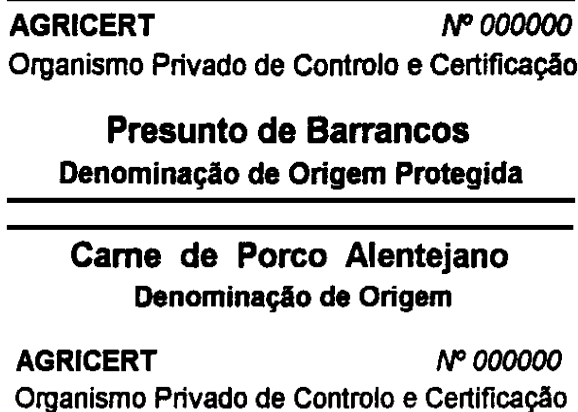 AGRICERT Nº 000000
Organismo Privado de Controlo e Certificação
Presunto de Barrancos
Denominação de Origem Protegida
Carne de Porco Alentejano
Denominação de Origem
AGRICERT Nº 000000
Organismo Privado de Controlo e Certificação